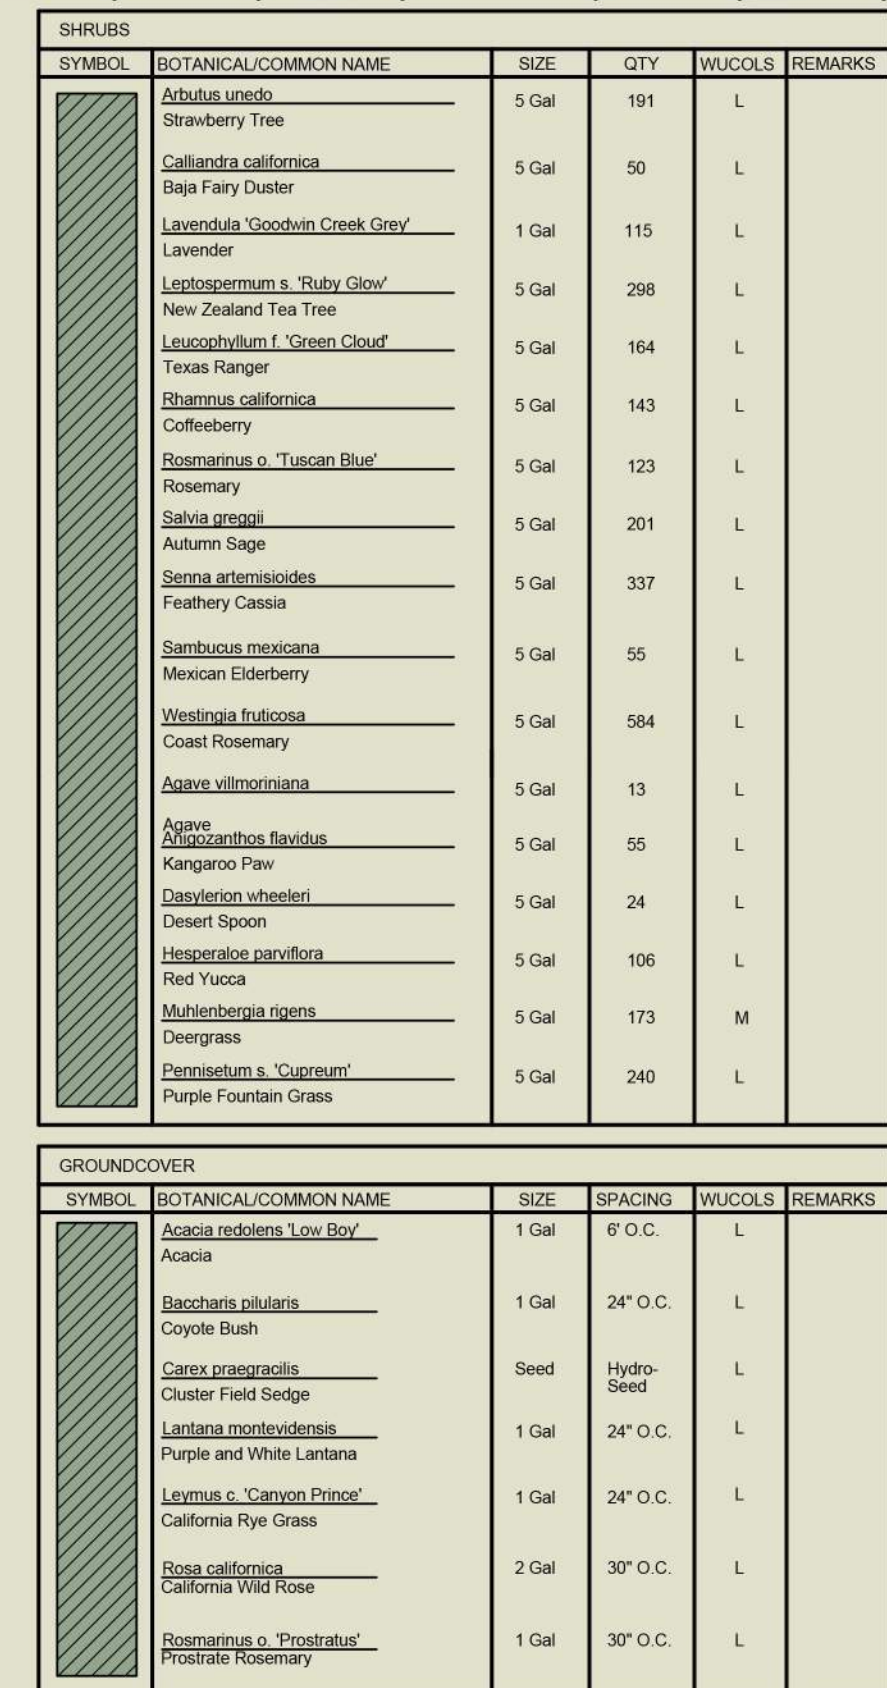 SHRUBS
SYMBOL BOTANICAL/COMMON NAME SIZE QTY WUCOLS REMARKS
Arbutus unedo 5 Gal 191 L
Strawberry Tree
Calliandra californica 5 Gal 50 L
Baja Fairy Duster
Lavendula 'Goodwin Creek Grey' 1 Gal 115 L
Lavender
Leptospermum s. 'Ruby Glow' 5 Gal 298 L
New Zealand Tea Tree
Leucophyllum f. 'Green Cloud' 5 Gal 164 L
Texas Ranger
Rhamnus californica 5 Gal 143 L
Coffeeberry
Rosmarinus o. 'Tuscan Blue' 5 Gal 123 L
Rosemary
Salvia greggii 5 Gal 201 L
Autumn Sage
Senna artemisioides 5 Gal 337 L
Feathery Cassia
Sambucus mexicana 5 Gal 55 L
Mexican Elderberry
Westingia fruticosa 5 Gal 584 L
Coast Rosemary
Agave villmoriniana 5 Gal 13 L
Agave
Anigozanthos flavidus 5 Gal 55 L
Kangaroo Paw
Dasylerion wheeleri 5 Gal 24 L
Desert Spoon
Hesperaloe parviflora 5 Gal 106 L
Red Yucca
Muhlenbergia rigens 5 Gal 173 M
Deergrass
Pennisetum s. 'Cupreum' 5 Gal 240 L
Purple Fountain Grass
GROUNDCOVER
SYMBOL BOTANICAL/COMMON NAME SIZE SPACING WUCOLS REMARKS
Acacia redolens 'Low Boy' 1 Gal 6' O.C. L
Acacia
Baccharis pilularis 1 Gal 24" O.C. L
Coyote Bush
Carex praegracilis Seed Hydro- L
Seed
Cluster Field Sedge
Lantana montevidensis 1 Gal 24" O.C. L
Purple and White Lantana
Leymus c. 'Canyon Prince' 1 Gal 24" O.C. L
California Rye Grass
Rosa californica 2 Gal 30" O.C. L
California Wild Rose
Rosmarinus o. 'Prostratus' 1 Gal 30" O.C. L
Prostrate Rosemary